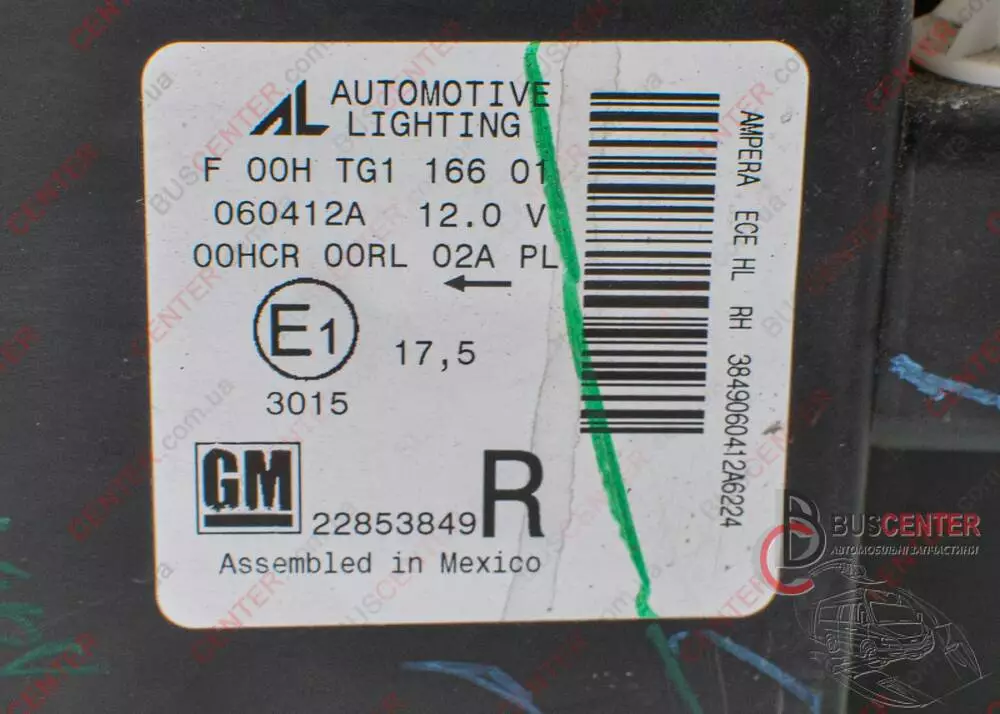 AL AUTOMOTIVE
LIGHTING
F 00H TG1 166 01
060412A 12.0 V
00HCR 00RL 02A PL
E1
17,5
3015
GM
22853849
R
Assembled in Mexico
AMPERA ECE HL RH 3849060412A6224
BUSCENTER
АВТОМОБІЛЬНІ ЗАПЧАСТИНИ